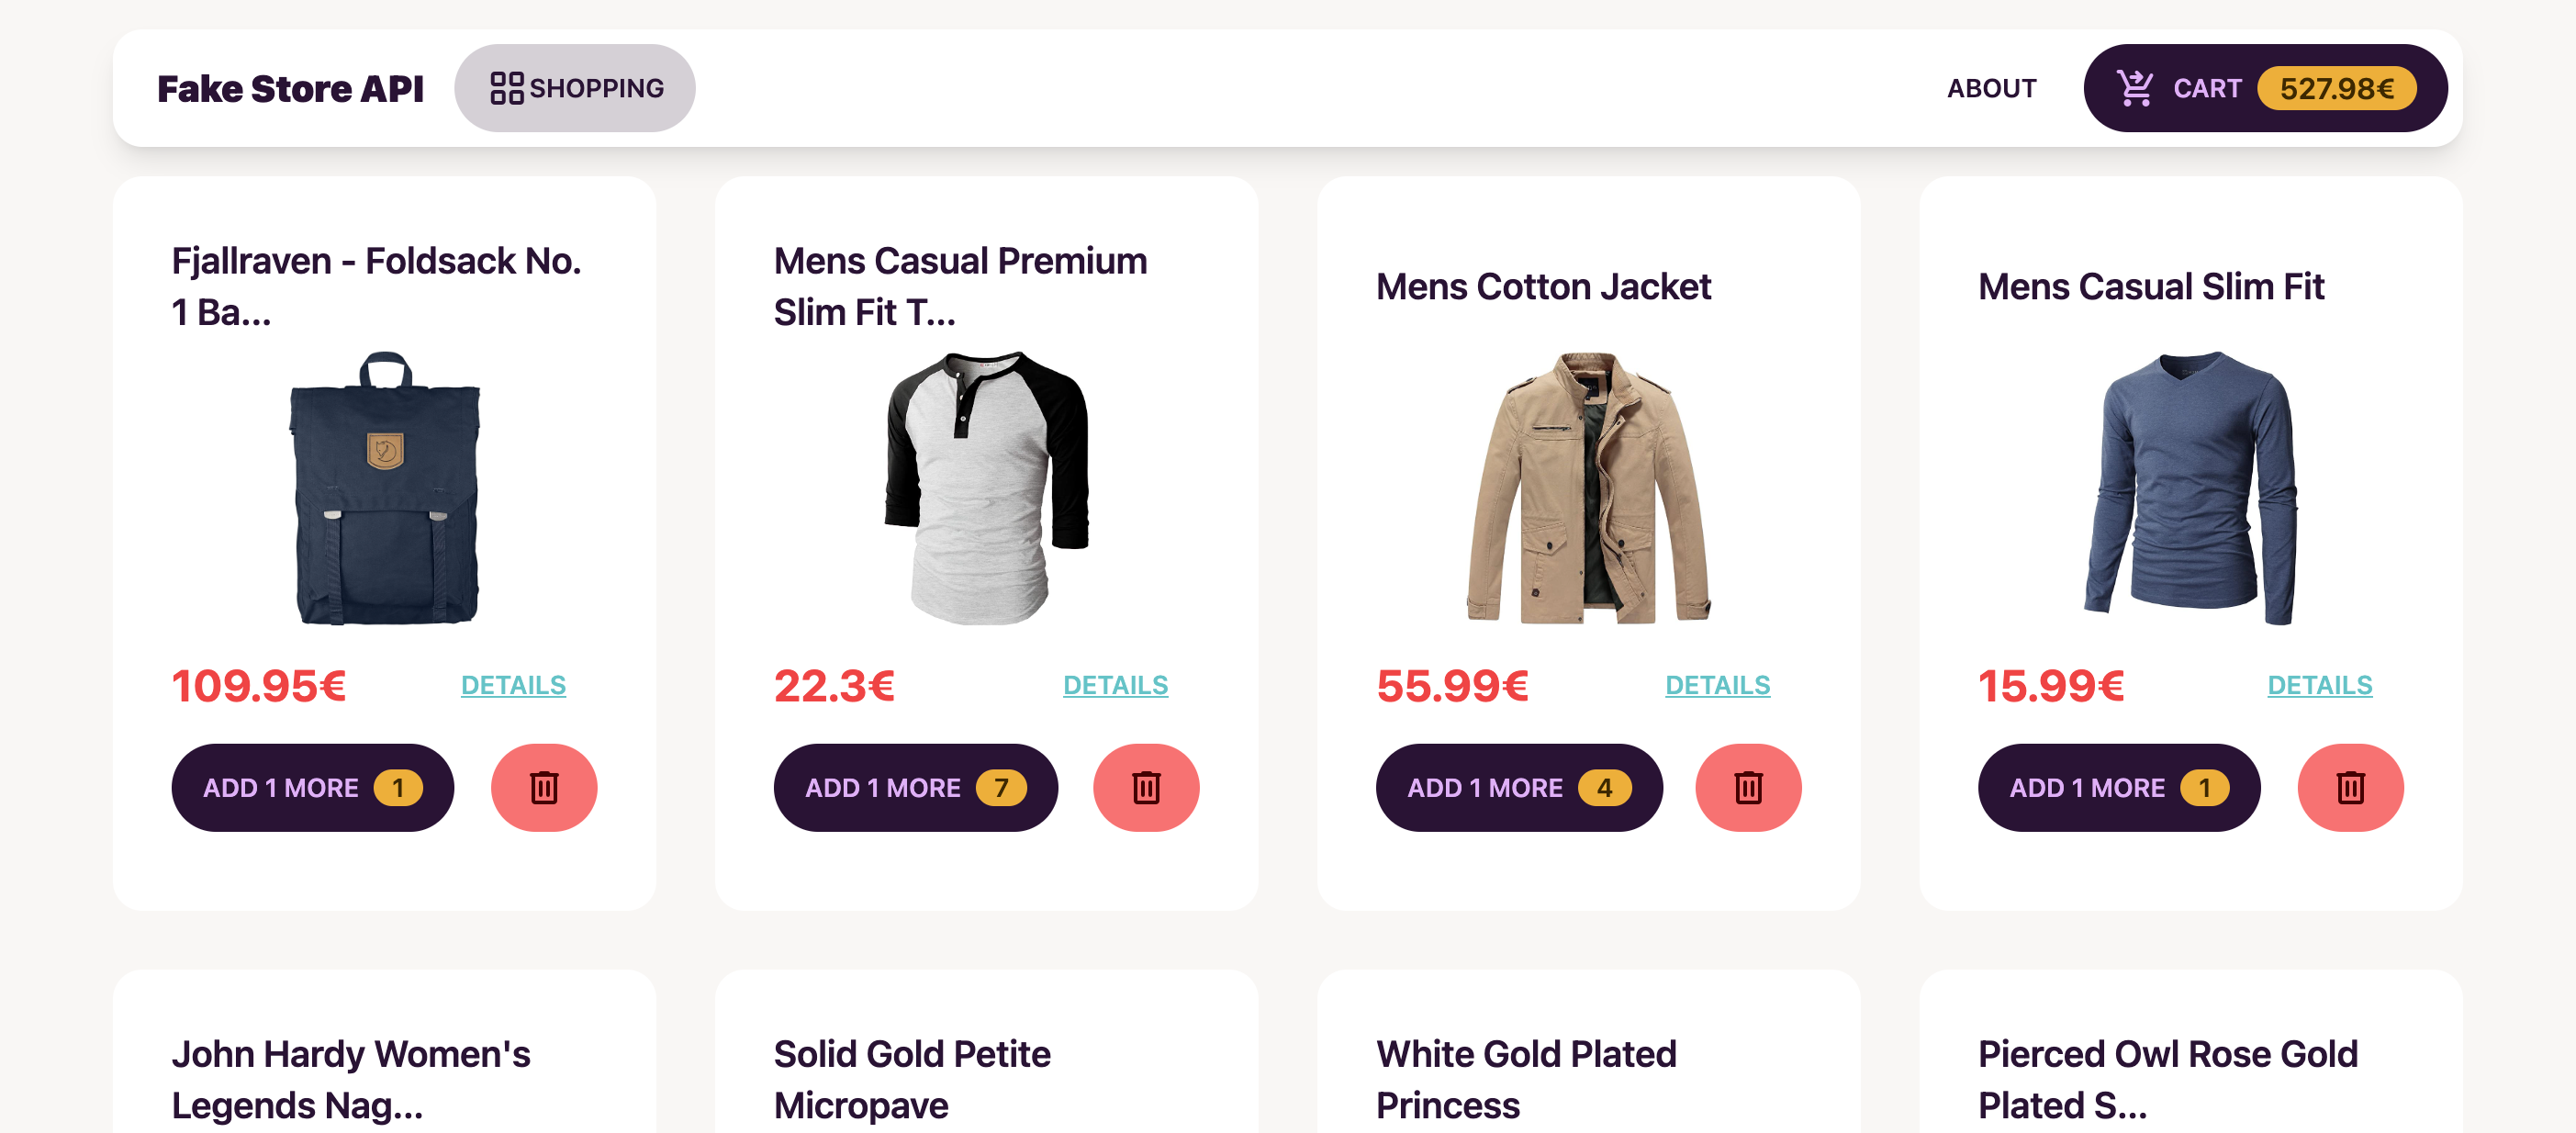 Fake Store API
SHOPPING
ABOUT
CART 527.98€
Fjallraven - Foldsack No.
1 Ba...
109.95€
DETAILS
ADD 1 MORE 1
Mens Casual Premium
Slim Fit T...
22.3€
DETAILS
ADD 1 MORE 7
Mens Cotton Jacket
55.99€
DETAILS
ADD 1 MORE 4
Mens Casual Slim Fit
15.99€
DETAILS
ADD 1 MORE 1
John Hardy Women's
Legends Nag...
Solid Gold Petite
Micropave
White Gold Plated
Princess
Pierced Owl Rose Gold
Plated S...